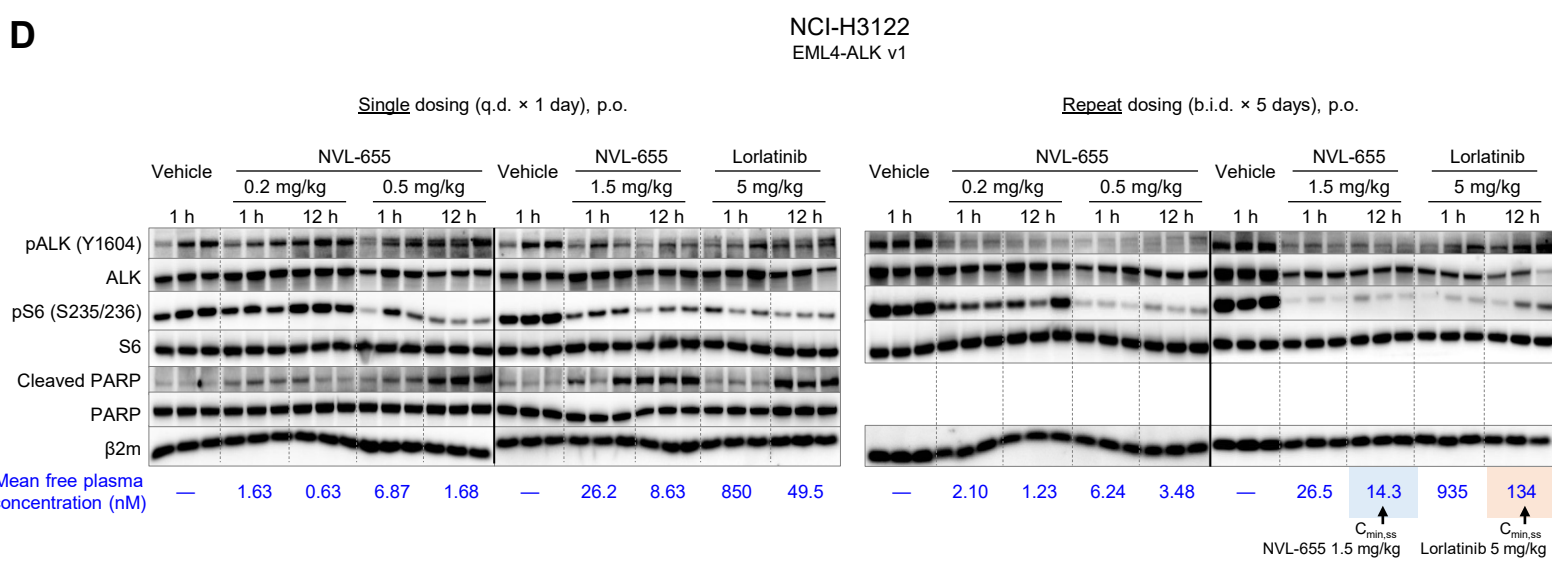 D
NCI-H3122
EML4-ALK v1
Single dosing (q.d. × 1 day), p.o.
Repeat dosing (b.i.d. × 5 days), p.o.
Vehicle NVL-655 Vehicle NVL-655 Lorlatinib Vehicle NVL-655 Vehicle NVL-655 Lorlatinib
0.2 mg/kg 0.5 mg/kg 1.5 mg/kg 5 mg/kg 0.2 mg/kg 0.5 mg/kg 1.5 mg/kg 5 mg/kg
1 h 1 h 12 h 1 h 12 h 1 h 1 h 12 h 1 h 12 h 1 h 1 h 12 h 1 h 12 h 1 h 1 h 12 h 1 h 12 h
pALK (Y1604)
ALK
pS6 (S235/236)
S6
Cleaved PARP
PARP
β2m
Mean free plasma
concentration (nM)
— 1.63 0.63 6.87 1.68 — 26.2 8.63 850 49.5 — 2.10 1.23 6.24 3.48 — 26.5 14.3 935 134
Cmin,ss Cmin,ss
NVL-655 1.5 mg/kg Lorlatinib 5 mg/kg